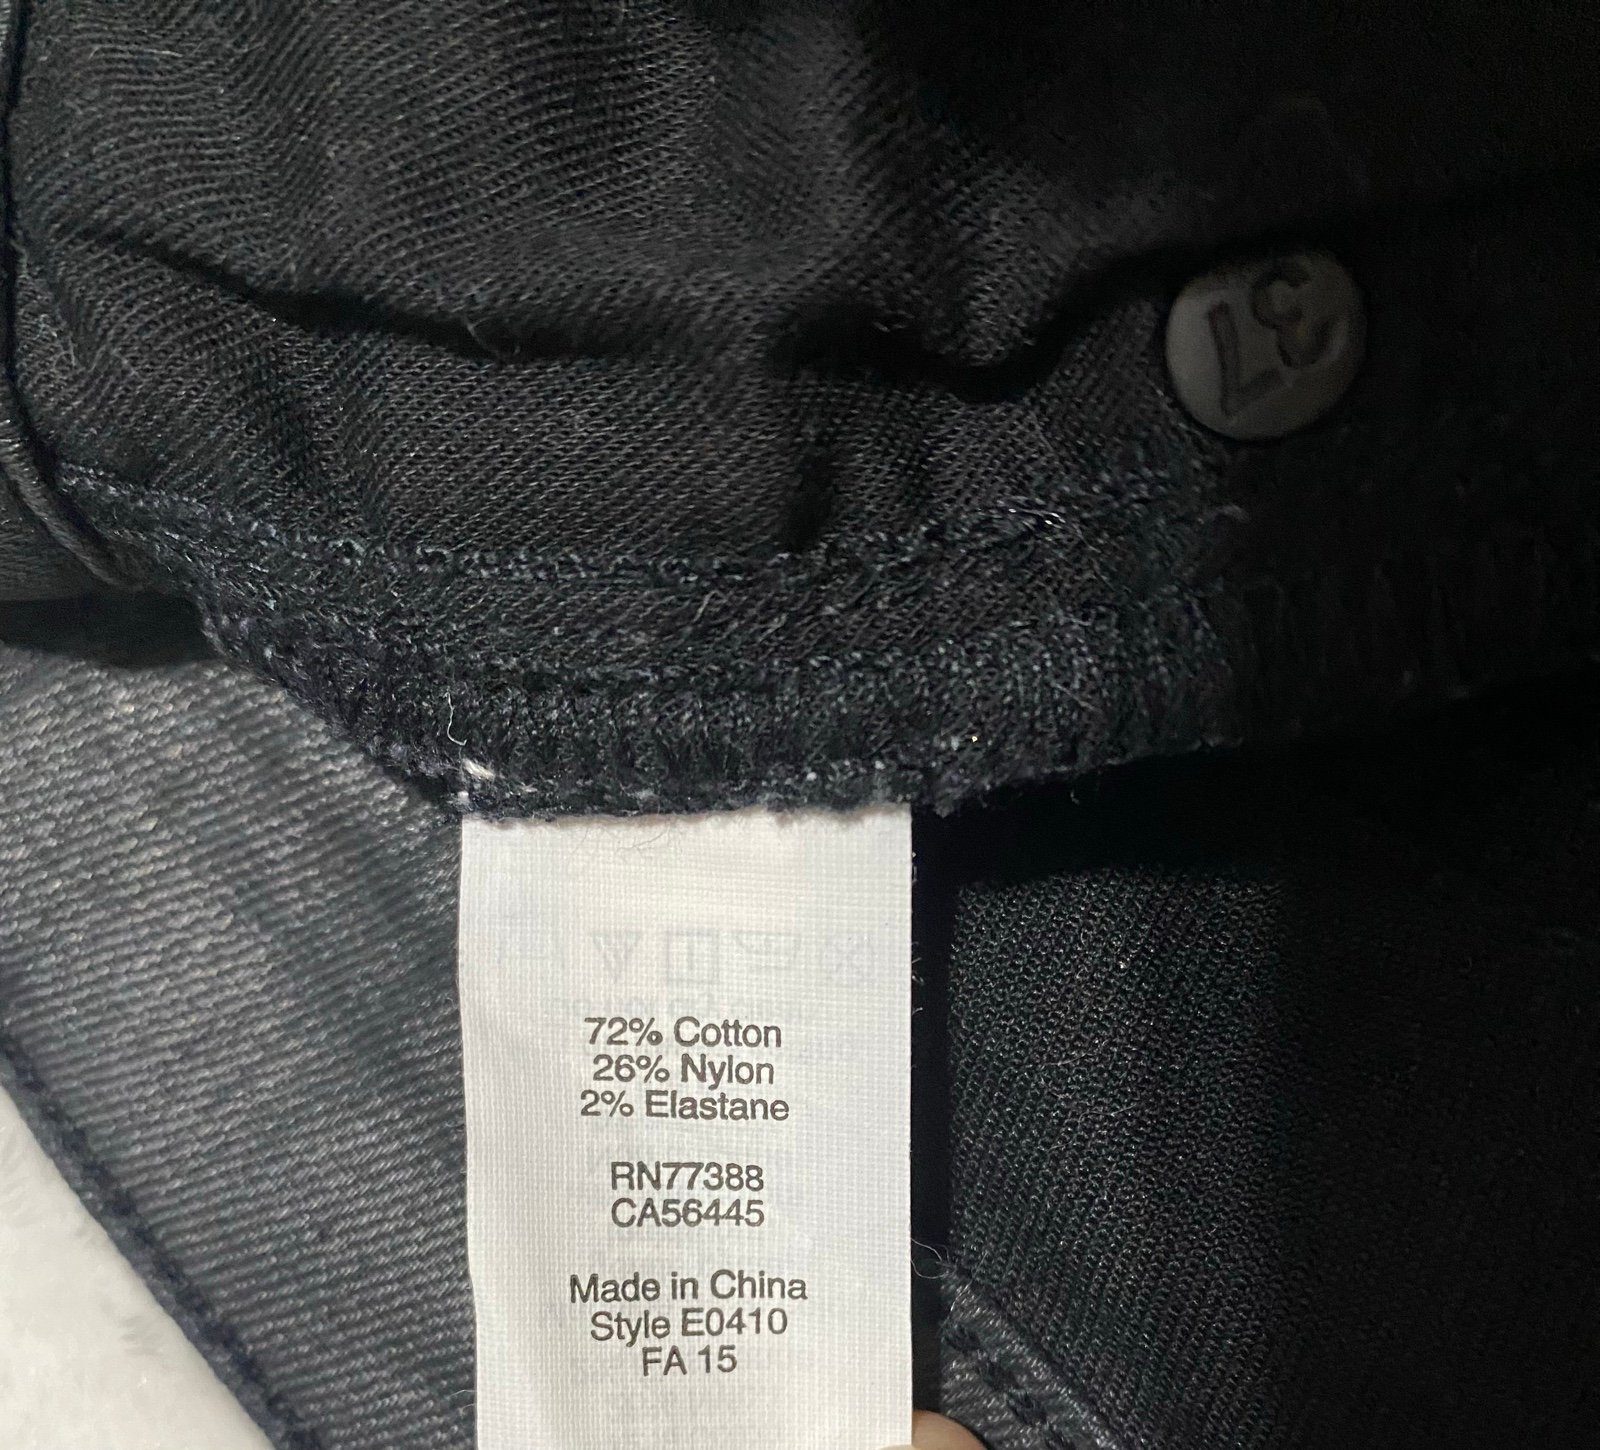 72% Cotton
26% Nylon
2% Elastane
RN77388
CA56445
Made in China
Style E0410
FA 15